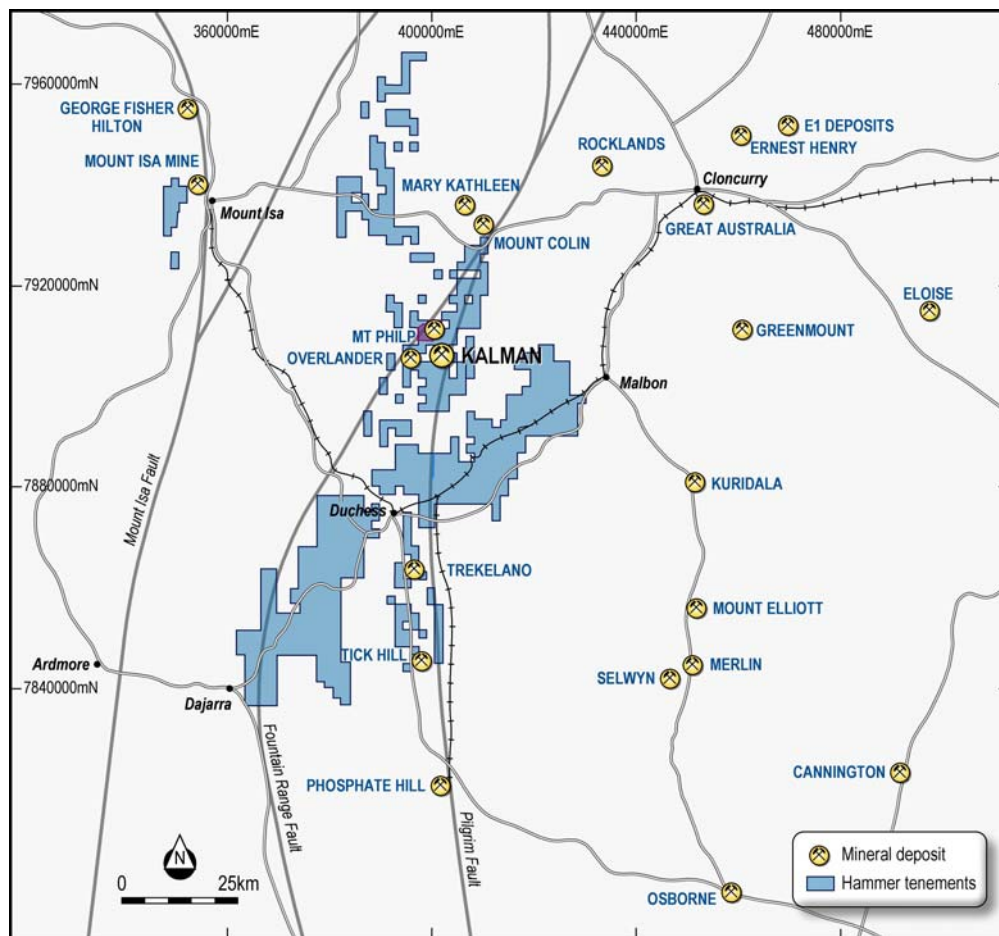 360000mE
400000mE
440000mE
480000mE
7960000mN
GEORGE FISHER
HILTON
E1 DEPOSITS
ERNEST HENRY
ROCKLANDS
MOUNT ISA MINE
MARY KATHLEEN
Cloncurry
Mount Isa
GREAT AUSTRALIA
MOUNT COLIN
7920000mN
ELOISE
MT PHILP
GREENMOUNT
OVERLANDER
KALMAN
Malbon
7880000mN
KURIDALA
Mount Isa Fault
Duchess
TREKELANO
MOUNT ELLIOTT
TICK HILL
Ardmore
MERLIN
SELWYN
7840000mN
Dajarra
Fountain Range Fault
CANNINGTON
PHOSPHATE HILL
Pilgrim Fault
N
0 25km
Mineral deposit
Hammer tenements
OSBORNE